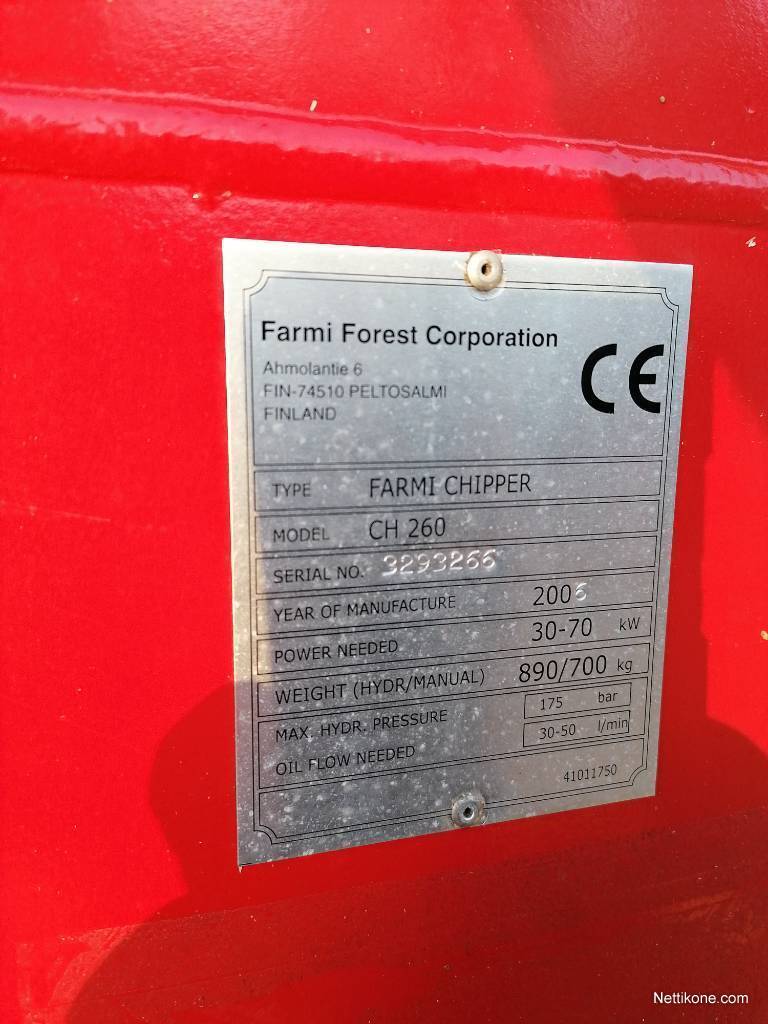 Farmi Forest Corporation
Ahmolantie 6
FIN-74510 PELTOSALMI
FINLAND
CE
TYPE FARMI CHIPPER
MODEL CH 260
SERIAL NO. 3293266
YEAR OF MANUFACTURE 2006
POWER NEEDED 30-70 kW
WEIGHT (HYDR/MANUAL) 890/700 kg
MAX. HYDR. PRESSURE 175 bar
OIL FLOW NEEDED 30-50 l/min
41011750
Nettikone.com